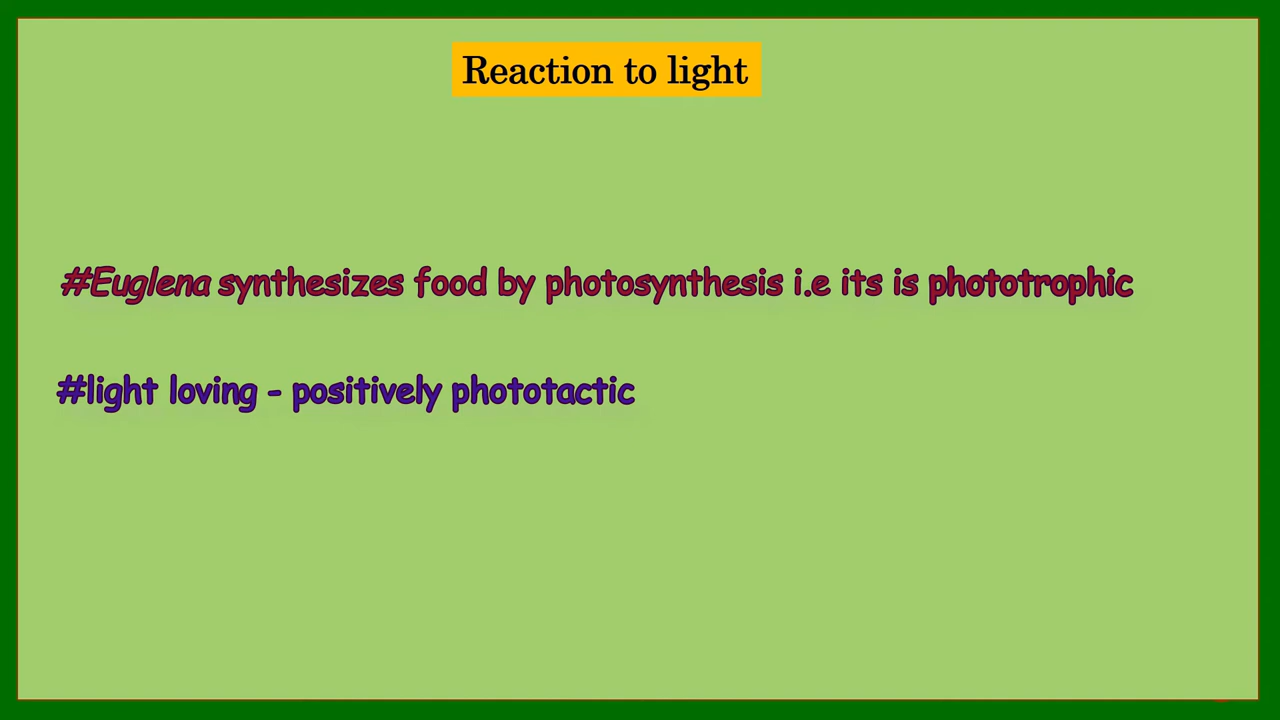 Reaction to light
#Euglena synthesizes food by photosynthesis i.e its is phototrophic
#light loving - positively phototactic